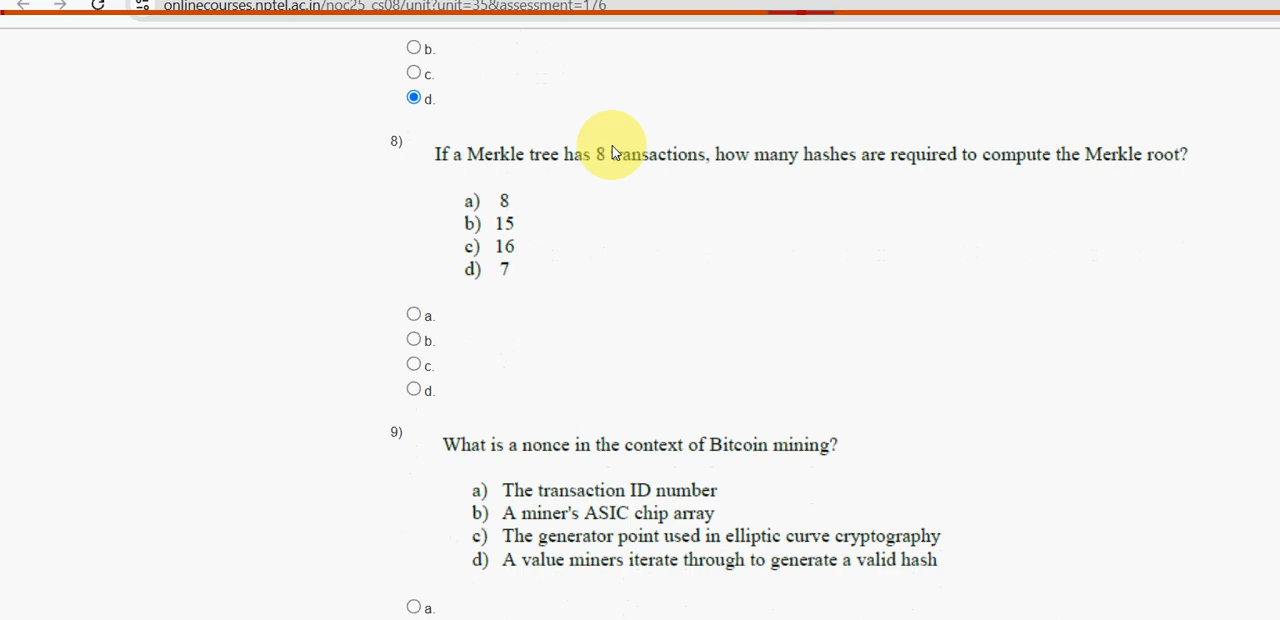 onlinecourses.nptel.ac.in/noc25_cs08/unit?unit=35&assessment=176
b.
c.
d.
8)
If a Merkle tree has 8 transactions, how many hashes are required to compute the Merkle root?
a) 8
b) 15
c) 16
d) 7
a.
b.
c.
d.
9)
What is a nonce in the context of Bitcoin mining?
a) The transaction ID number
b) A miner's ASIC chip array
c) The generator point used in elliptic curve cryptography
d) A value miners iterate through to generate a valid hash
a.